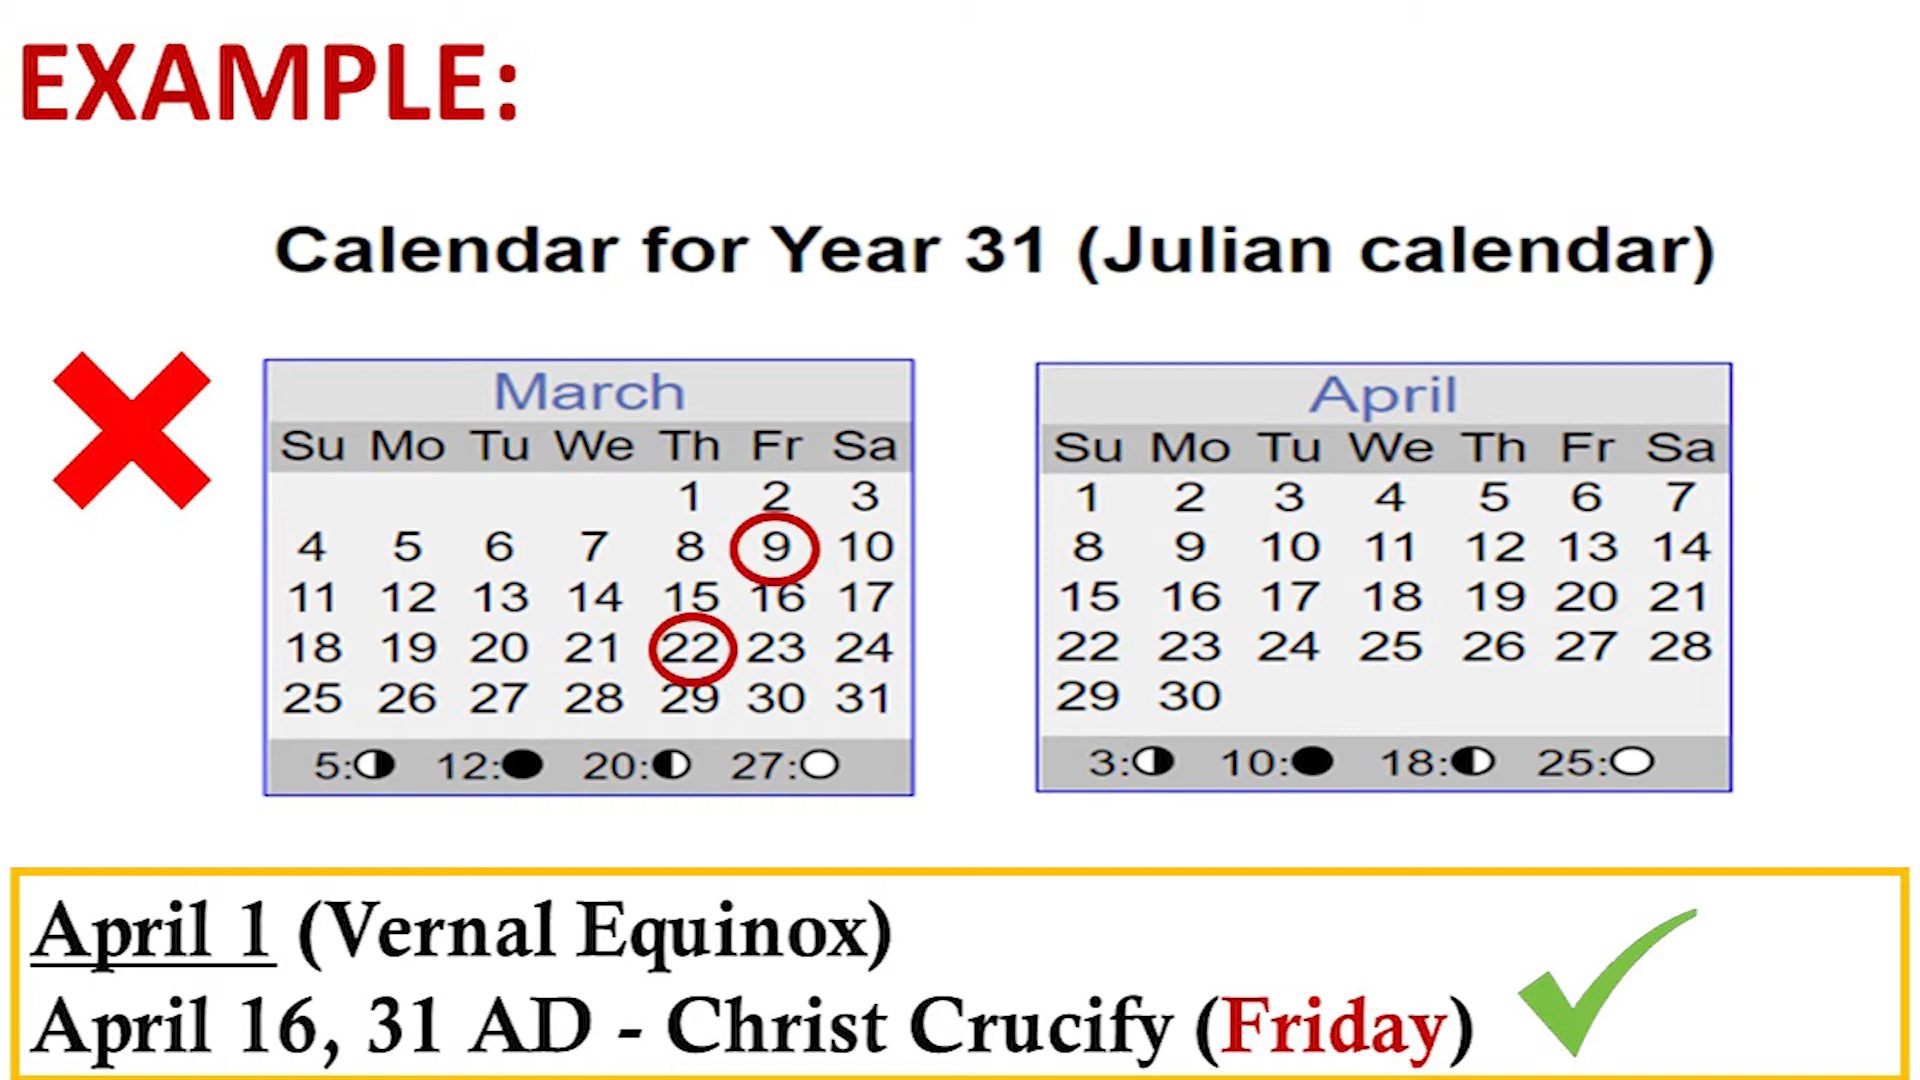 EXAMPLE:
Calendar for Year 31 (Julian calendar)
March
Su Mo Tu We Th Fr Sa
1 2 3
4 5 6 7 8 9 10
11 12 13 14 15 16 17
18 19 20 21 22 23 24
25 26 27 28 29 30 31
5: 12: 20: 27:
April
Su Mo Tu We Th Fr Sa
1 2 3 4 5 6 7
8 9 10 11 12 13 14
15 16 17 18 19 20 21
22 23 24 25 26 27 28
29 30
3: 10: 18: 25:
April 1 (Vernal Equinox)
April 16, 31 AD - Christ Crucify (Friday)